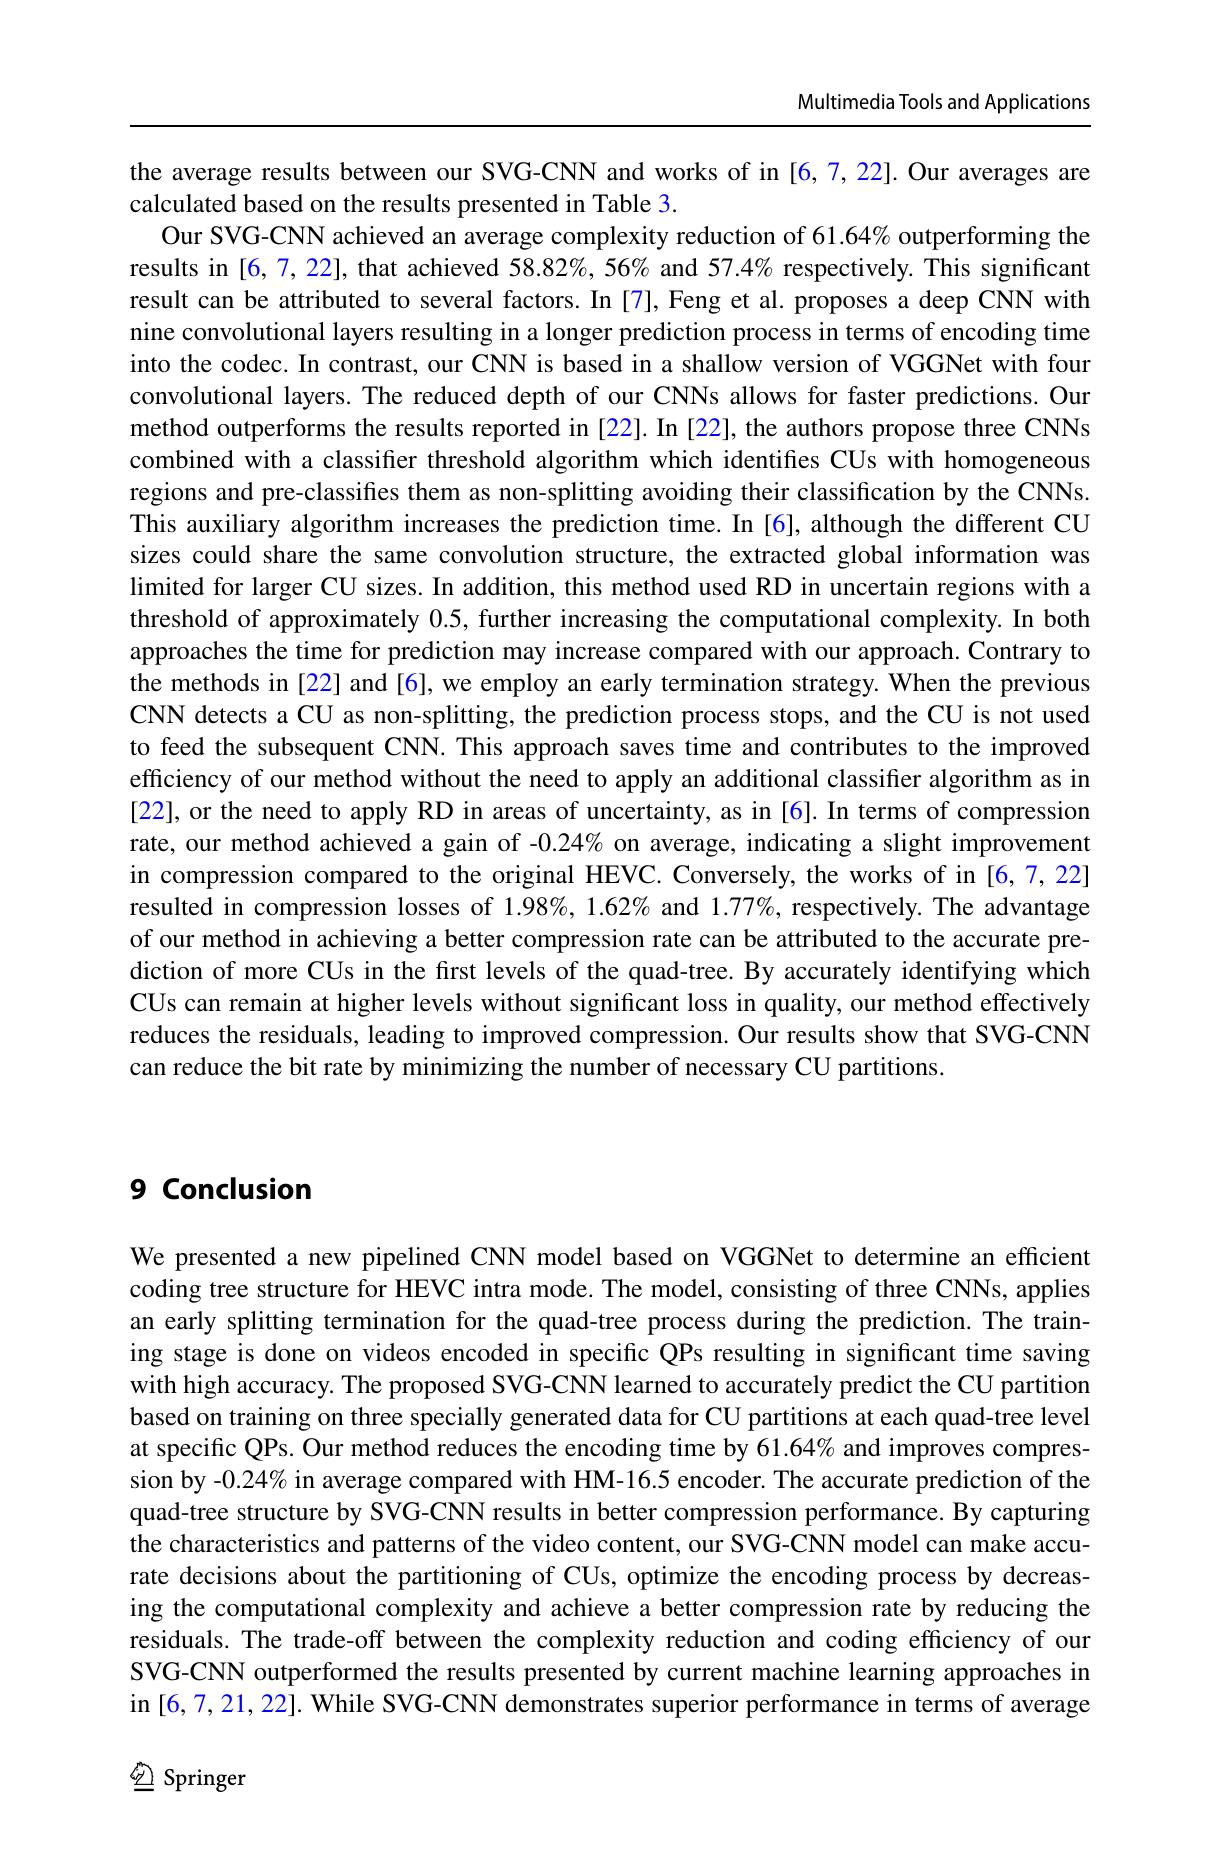 Multimedia Tools and Applications
the average results between our SVG-CNN and works of in [6, 7, 22]. Our averages are
calculated based on the results presented in Table 3.
Our SVG-CNN achieved an average complexity reduction of 61.64% outperforming the
results in [6, 7, 22], that achieved 58.82%, 56% and 57.4% respectively. This significant
result can be attributed to several factors. In [7], Feng et al. proposes a deep CNN with
nine convolutional layers resulting in a longer prediction process in terms of encoding time
into the codec. In contrast, our CNN is based in a shallow version of VGGNet with four
convolutional layers. The reduced depth of our CNNs allows for faster predictions. Our
method outperforms the results reported in [22]. In [22], the authors propose three CNNs
combined with a classifier threshold algorithm which identifies CUs with homogeneous
regions and pre-classifies them as non-splitting avoiding their classification by the CNNs.
This auxiliary algorithm increases the prediction time. In [6], although the different CU
sizes could share the same convolution structure, the extracted global information was
limited for larger CU sizes. In addition, this method used RD in uncertain regions with a
threshold of approximately 0.5, further increasing the computational complexity. In both
approaches the time for prediction may increase compared with our approach. Contrary to
the methods in [22] and [6], we employ an early termination strategy. When the previous
CNN detects a CU as non-splitting, the prediction process stops, and the CU is not used
to feed the subsequent CNN. This approach saves time and contributes to the improved
efficiency of our method without the need to apply an additional classifier algorithm as in
[22], or the need to apply RD in areas of uncertainty, as in [6]. In terms of compression
rate, our method achieved a gain of -0.24% on average, indicating a slight improvement
in compression compared to the original HEVC. Conversely, the works of in [6, 7, 22]
resulted in compression losses of 1.98%, 1.62% and 1.77%, respectively. The advantage
of our method in achieving a better compression rate can be attributed to the accurate pre-
diction of more CUs in the first levels of the quad-tree. By accurately identifying which
CUs can remain at higher levels without significant loss in quality, our method effectively
reduces the residuals, leading to improved compression. Our results show that SVG-CNN
can reduce the bit rate by minimizing the number of necessary CU partitions.
9 Conclusion
We presented a new pipelined CNN model based on VGGNet to determine an efficient
coding tree structure for HEVC intra mode. The model, consisting of three CNNs, applies
an early splitting termination for the quad-tree process during the prediction. The train-
ing stage is done on videos encoded in specific QPs resulting in significant time saving
with high accuracy. The proposed SVG-CNN learned to accurately predict the CU partition
based on training on three specially generated data for CU partitions at each quad-tree level
at specific QPs. Our method reduces the encoding time by 61.64% and improves compres-
sion by -0.24% in average compared with HM-16.5 encoder. The accurate prediction of the
quad-tree structure by SVG-CNN results in better compression performance. By capturing
the characteristics and patterns of the video content, our SVG-CNN model can make accu-
rate decisions about the partitioning of CUs, optimize the encoding process by decreas-
ing the computational complexity and achieve a better compression rate by reducing the
residuals. The trade-off between the complexity reduction and coding efficiency of our
SVG-CNN outperformed the results presented by current machine learning approaches in
in [6, 7, 21, 22]. While SVG-CNN demonstrates superior performance in terms of average
Springer